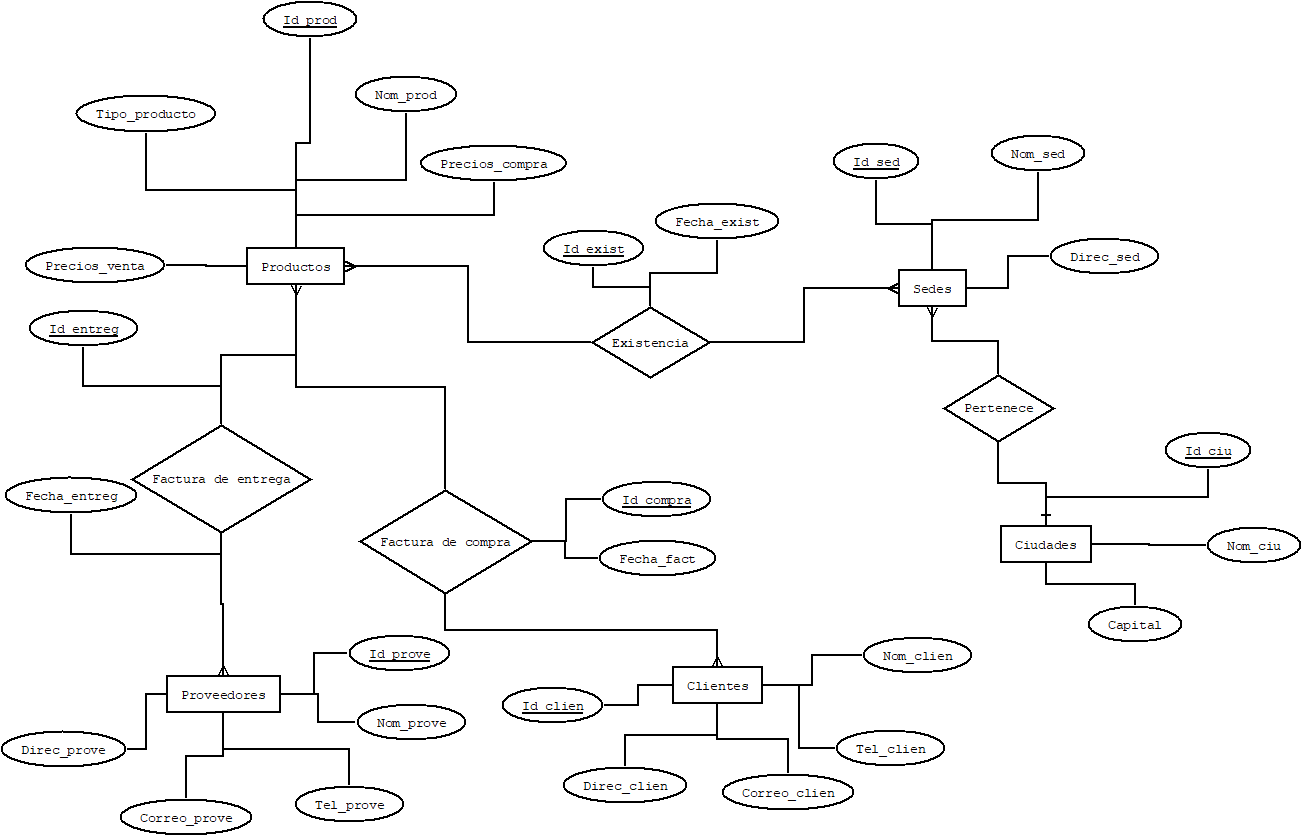 Id_prod
Nom_prod
Tipo_producto
Precios_compra
Id_sed
Nom_sed
Fecha_exist
Id_exist
Direc_sed
Precios_venta
Productos
Sedes
Id_entreg
Existencia
Pertenece
Id_ciu
Factura de entrega
Fecha_entreg
Id_compra
Factura de compra
Fecha_fact
Ciudades
Nom_ciu
Capital
Id_prove
Nom_clien
Proveedores
Clientes
Id_clien
Nom_prove
Direc_prove
Tel_clien
Direc_clien
Correo_clien
Tel_prove
Correo_prove